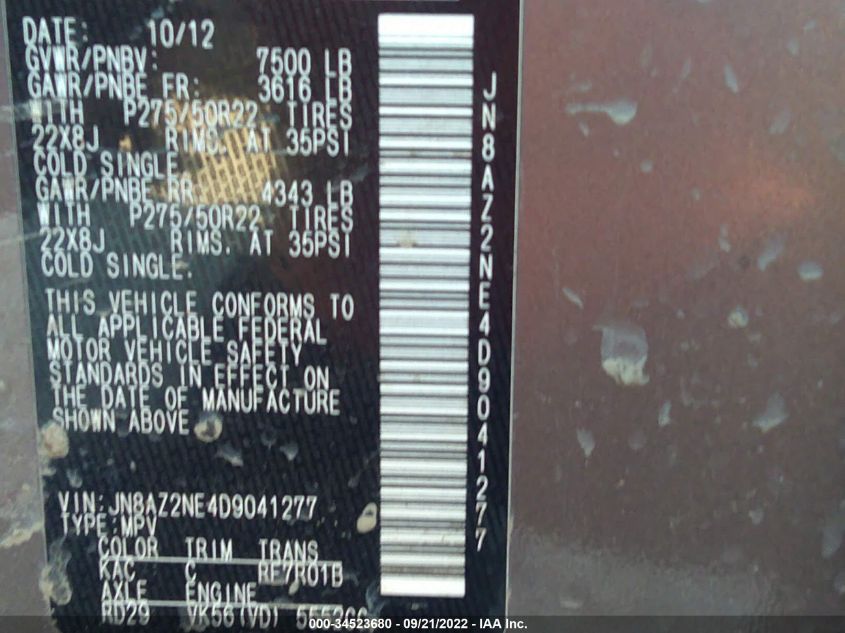 DATE: 10/12
GVWR/PNBV: 7500 LB
GAWR/PNBE FR: 3616 LB
WITH P275/50R22 TIRES
22X8J RIMS. AT 35PSI
COLD SINGLE.
GAWR/PNBE RR: 4343 LB
WITH P275/50R22 TIRES
22X8J RIMS. AT 35PSI
COLD SINGLE.
THIS VEHICLE CONFORMS TO
ALL APPLICABLE FEDERAL
MOTOR VEHICLE SAFETY
STANDARDS IN EFFECT ON
THE DATE OF MANUFACTURE
SHOWN ABOVE
VIN:JN8AZ2NE4D9041277
TYPE:MPV
COLOR TRIM TRANS
KAC C RE7R01B
AXLE ENGINE
RD29 VK56(VD)
JN8AZ2NE4D9041277
000-34523680 - 09/21/2022 - IAA Inc.